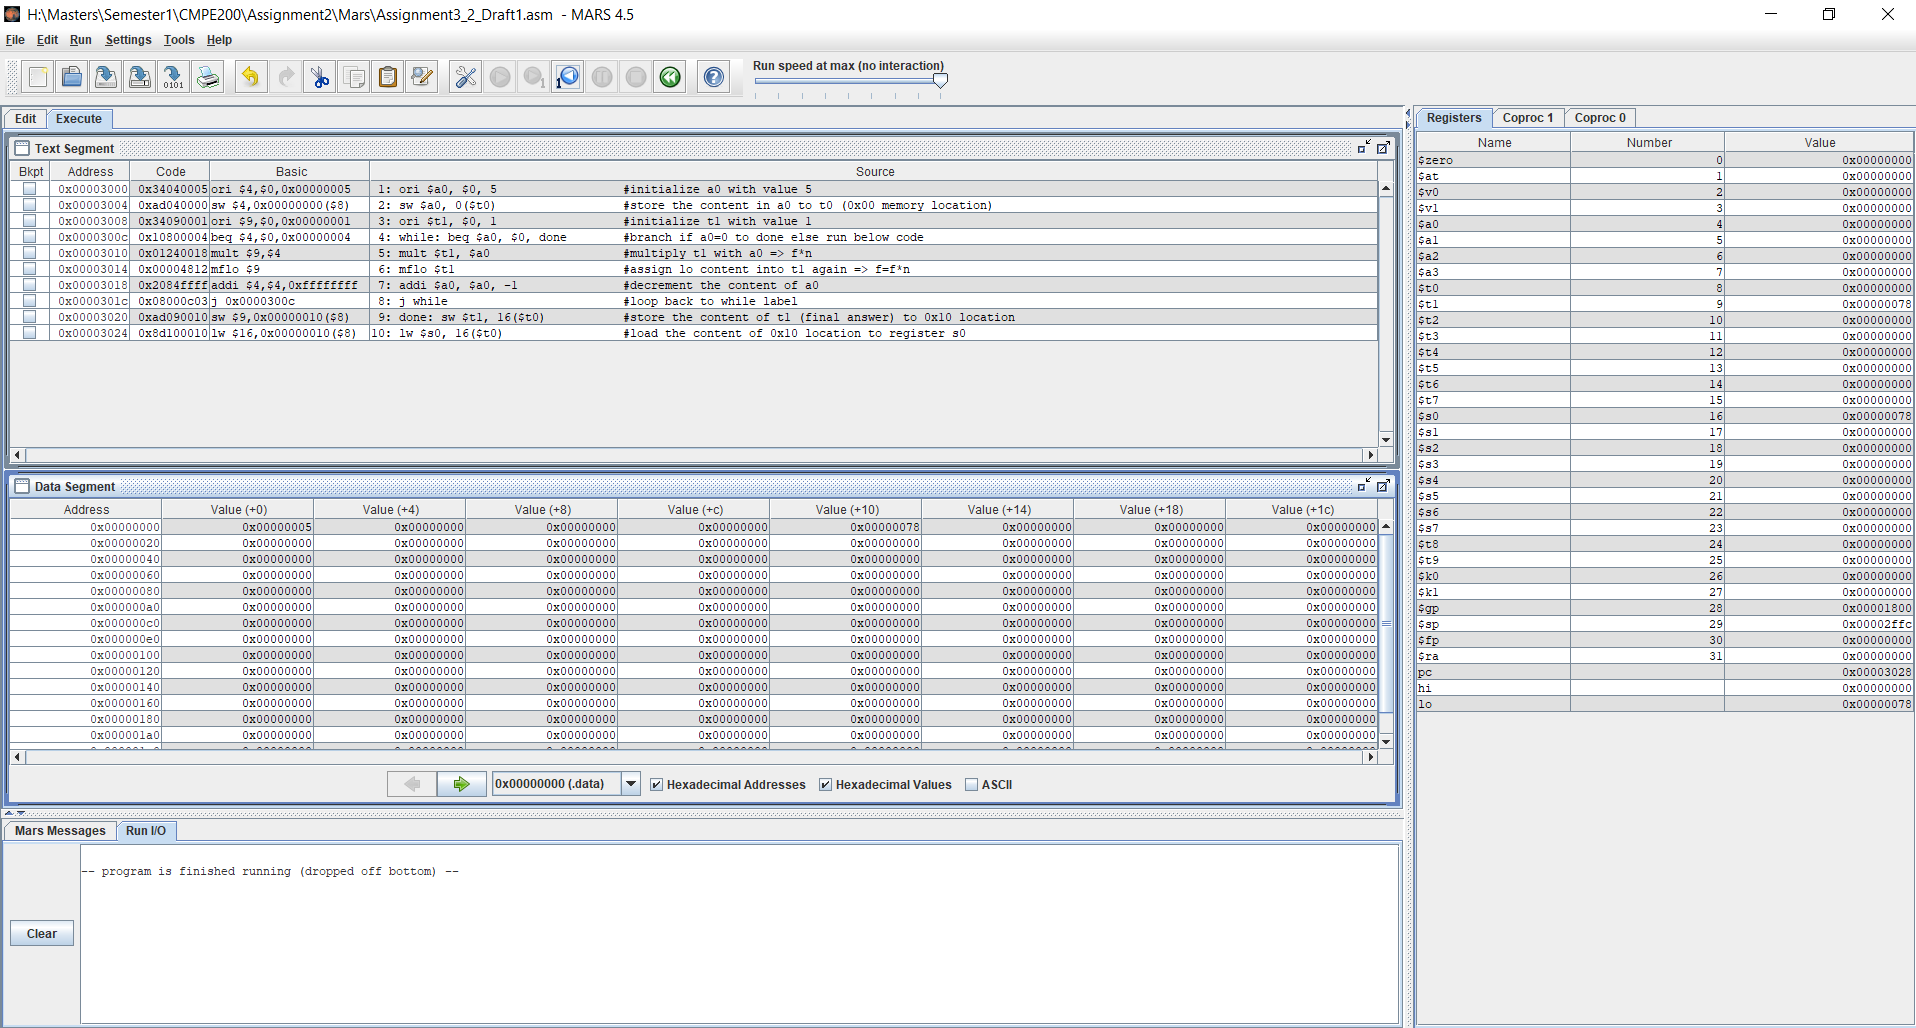 H:\Masters\Semester1\CMPE200\Assignment2\Mars\Assignment3_2_Draft1.asm - MARS 4.5
File Edit Run Settings Tools Help
Run speed at max (no interaction)
Edit Execute
Text Segment
Bkpt Address Code Basic Source
0x00003000 0x34040005 ori $4,$0,0x00000005 1: ori $a0, $0, 5 #initialize a0 with value 5
0x00003004 0xad040000 sw $4,0x00000000($8) 2: sw $a0, 0($t0) #store the content in a0 to t0 (0x00 memory location)
0x00003008 0x34090001 ori $9,$0,0x00000001 3: ori $t1, $0, 1 #initialize t1 with value 1
0x0000300c 0x10800004 beq $4,$0,0x00000004 4: while: beq $a0, $0, done #branch if a0=0 to done else run below code
0x00003010 0x01240018 mult $9,$4 5: mult $t1, $a0 #multiply t1 with a0 => f*n
0x00003014 0x00004812 mflo $9 6: mflo $t1 #assign lo content into t1 again => f=f*n
0x00003018 0x2084ffff addi $4,$4,0xffffffff 7: addi $a0, $a0, -1 #decrement the content of a0
0x0000301c 0x08000c03 j 0x0000300c 8: j while #loop back to while label
0x00003020 0xad090010 sw $9,0x00000010($8) 9: done: sw $t1, 16($t0) #store the content of t1 (final answer) to 0x10 location
0x00003024 0x8d100010 lw $16,0x00000010($8) 10: lw $s0, 16($t0) #load the content of 0x10 location to register s0
Data Segment
Address Value (+0) Value (+4) Value (+8) Value (+c) Value (+10) Value (+14) Value (+18) Value (+1c)
0x00000000 0x00000005 0x00000000 0x00000000 0x00000000 0x00000078 0x00000000 0x00000000 0x00000000
0x00000020 0x00000000 0x00000000 0x00000000 0x00000000 0x00000000 0x00000000 0x00000000 0x00000000
0x00000040 0x00000000 0x00000000 0x00000000 0x00000000 0x00000000 0x00000000 0x00000000 0x00000000
0x00000060 0x00000000 0x00000000 0x00000000 0x00000000 0x00000000 0x00000000 0x00000000 0x00000000
0x00000080 0x00000000 0x00000000 0x00000000 0x00000000 0x00000000 0x00000000 0x00000000 0x00000000
0x000000a0 0x00000000 0x00000000 0x00000000 0x00000000 0x00000000 0x00000000 0x00000000 0x00000000
0x000000c0 0x00000000 0x00000000 0x00000000 0x00000000 0x00000000 0x00000000 0x00000000 0x00000000
0x000000e0 0x00000000 0x00000000 0x00000000 0x00000000 0x00000000 0x00000000 0x00000000 0x00000000
0x00000100 0x00000000 0x00000000 0x00000000 0x00000000 0x00000000 0x00000000 0x00000000 0x00000000
0x00000120 0x00000000 0x00000000 0x00000000 0x00000000 0x00000000 0x00000000 0x00000000 0x00000000
0x00000140 0x00000000 0x00000000 0x00000000 0x00000000 0x00000000 0x00000000 0x00000000 0x00000000
0x00000160 0x00000000 0x00000000 0x00000000 0x00000000 0x00000000 0x00000000 0x00000000 0x00000000
0x00000180 0x00000000 0x00000000 0x00000000 0x00000000 0x00000000 0x00000000 0x00000000 0x00000000
0x000001a0 0x00000000 0x00000000 0x00000000 0x00000000 0x00000000 0x00000000 0x00000000 0x00000000
0x00000000 (.data) Hexadecimal Addresses Hexadecimal Values ASCII
Mars Messages Run I/O
-- program is finished running (dropped off bottom) --
Clear
Registers Coproc 1 Coproc 0
Name Number Value
$zero 0 0x00000000
$at 1 0x00000000
$v0 2 0x00000000
$v1 3 0x00000000
$a0 4 0x00000000
$a1 5 0x00000000
$a2 6 0x00000000
$a3 7 0x00000000
$t0 8 0x00000000
$t1 9 0x00000078
$t2 10 0x00000000
$t3 11 0x00000000
$t4 12 0x00000000
$t5 13 0x00000000
$t6 14 0x00000000
$t7 15 0x00000000
$s0 16 0x00000078
$s1 17 0x00000000
$s2 18 0x00000000
$s3 19 0x00000000
$s4 20 0x00000000
$s5 21 0x00000000
$s6 22 0x00000000
$s7 23 0x00000000
$t8 24 0x00000000
$t9 25 0x00000000
$k0 26 0x00000000
$k1 27 0x00000000
$gp 28 0x00001800
$sp 29 0x00002ffc
$fp 30 0x00000000
$ra 31 0x00000000
pc 0x00003028
hi 0x00000000
lo 0x00000078